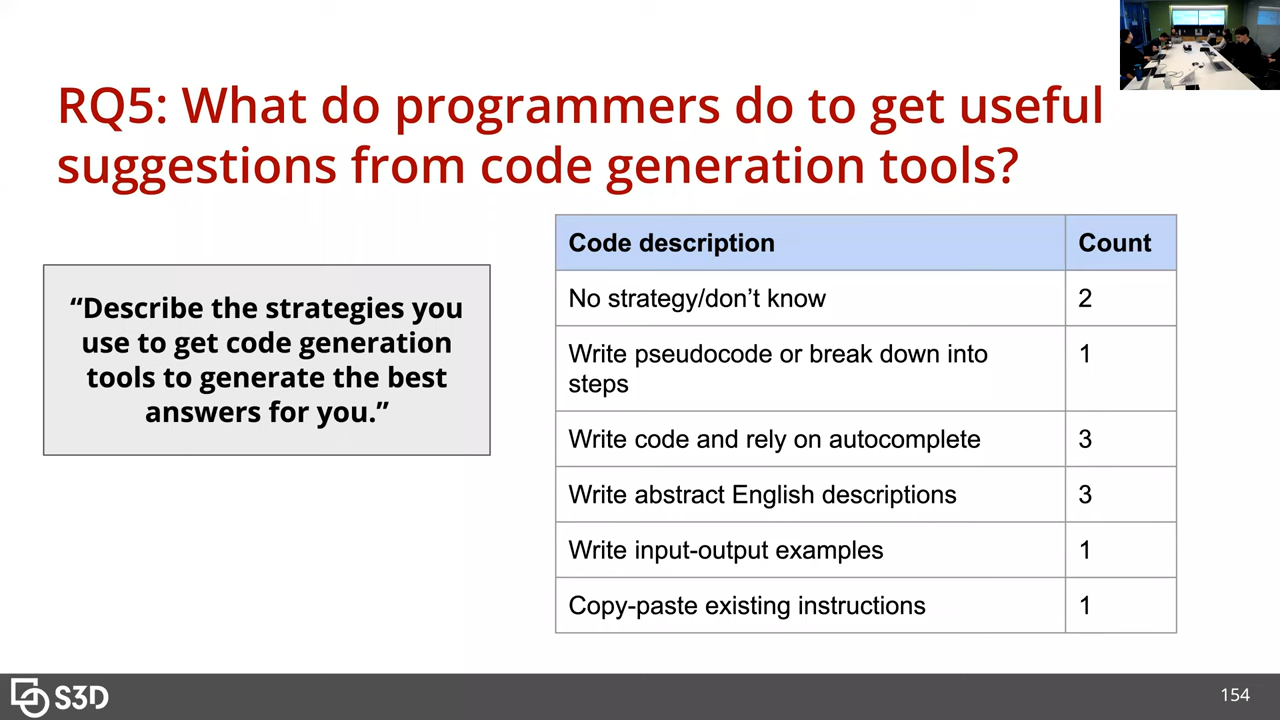 RQ5: What do programmers do to get useful
suggestions from code generation tools?
“Describe the strategies you
use to get code generation
tools to generate the best
answers for you.”
Code description Count
No strategy/don’t know 2
Write pseudocode or break down into
steps 1
Write code and rely on autocomplete 3
Write abstract English descriptions 3
Write input-output examples 1
Copy-paste existing instructions 1
S3D
154